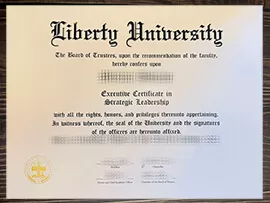 Liberty University
The Board of Trustees, upon the recommendation of the faculty,
hereby confers upon
Executive Certificate in
Strategic Leadership
with all the rights, honors, and privileges thereunto appertaining.
In witness whereof, the seal of the University and the signatures
of the officers are hereunto affixed.